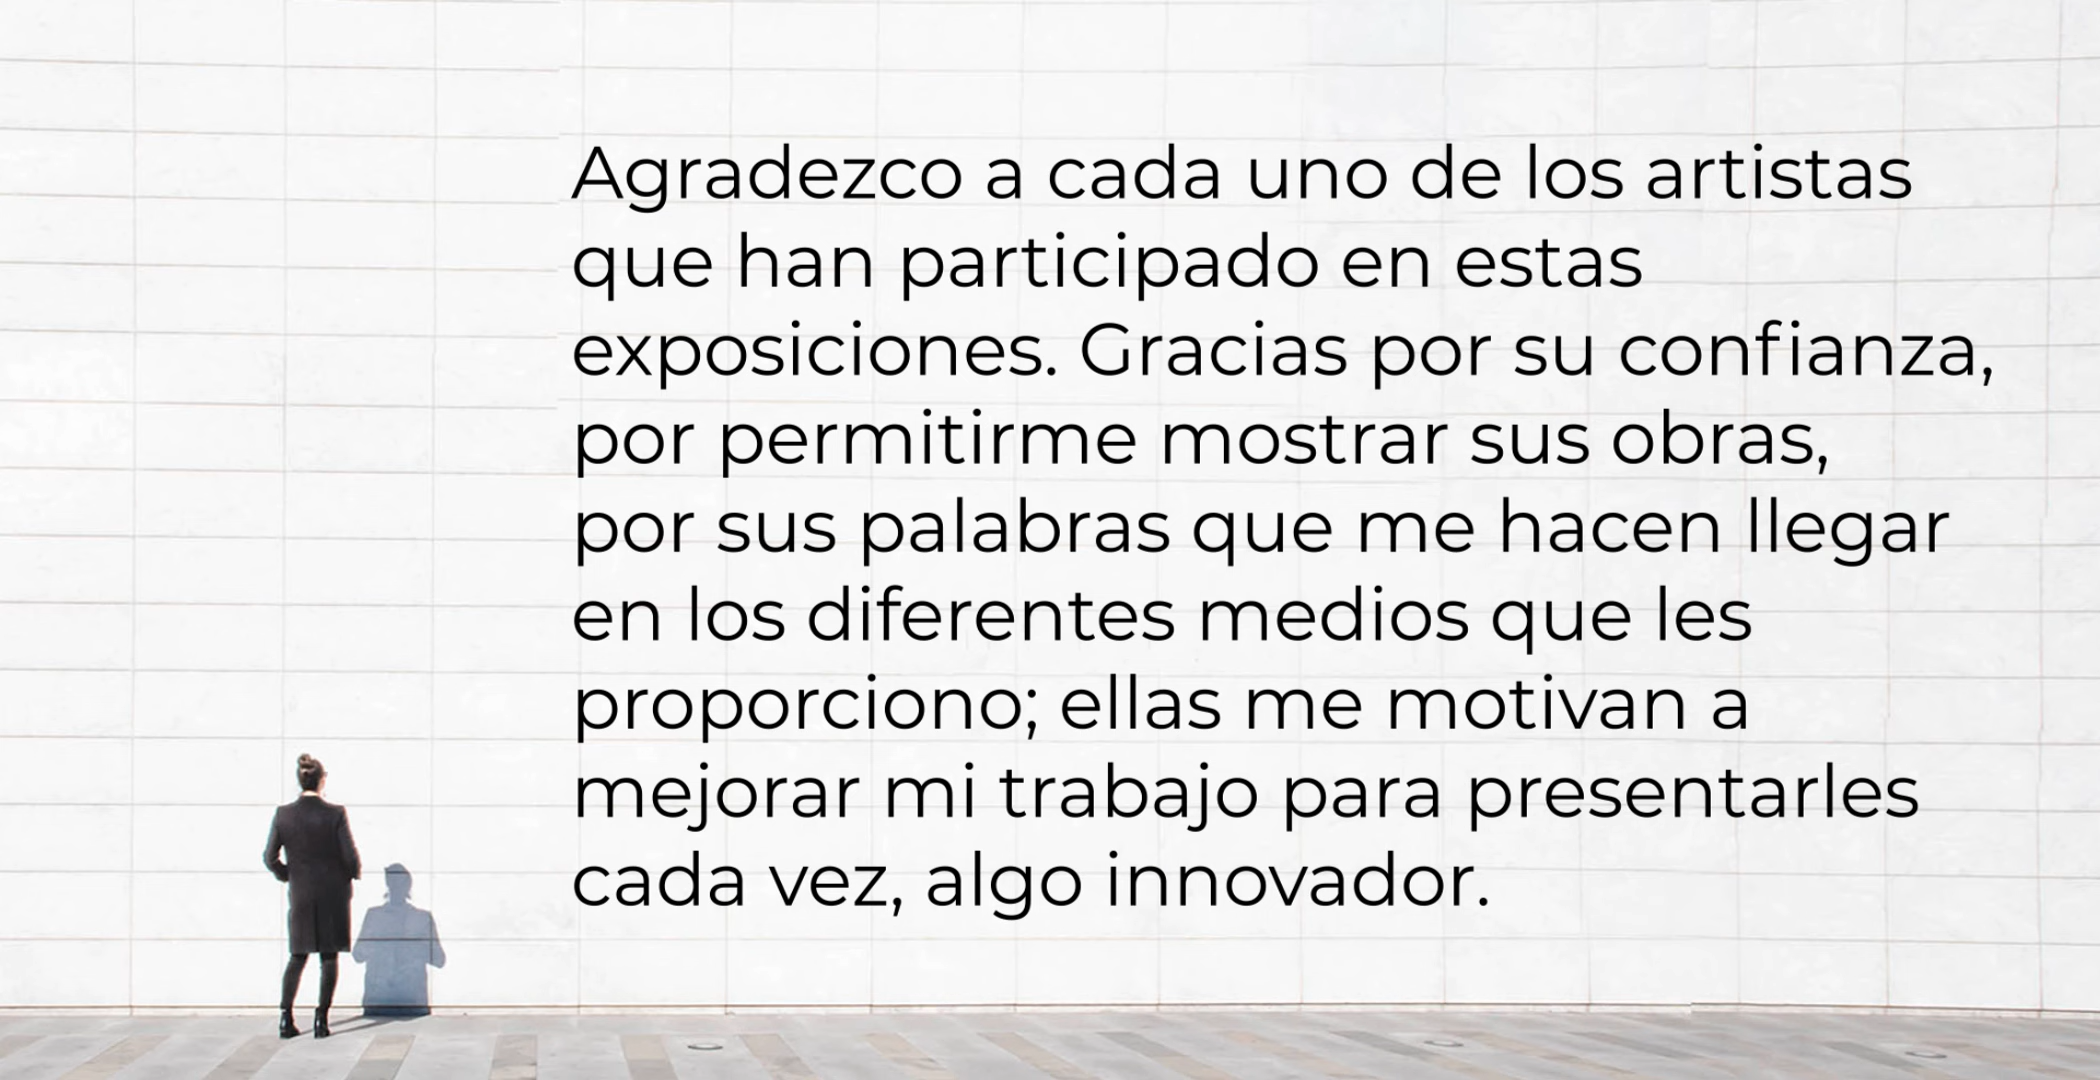 Agradezco a cada uno de los artistas
que han participado en estas
exposiciones. Gracias por su confianza,
por permitirme mostrar sus obras,
por sus palabras que me hacen llegar
en los diferentes medios que les
proporciono; ellas me motivan a
mejorar mi trabajo para presentarles
cada vez, algo innovador.